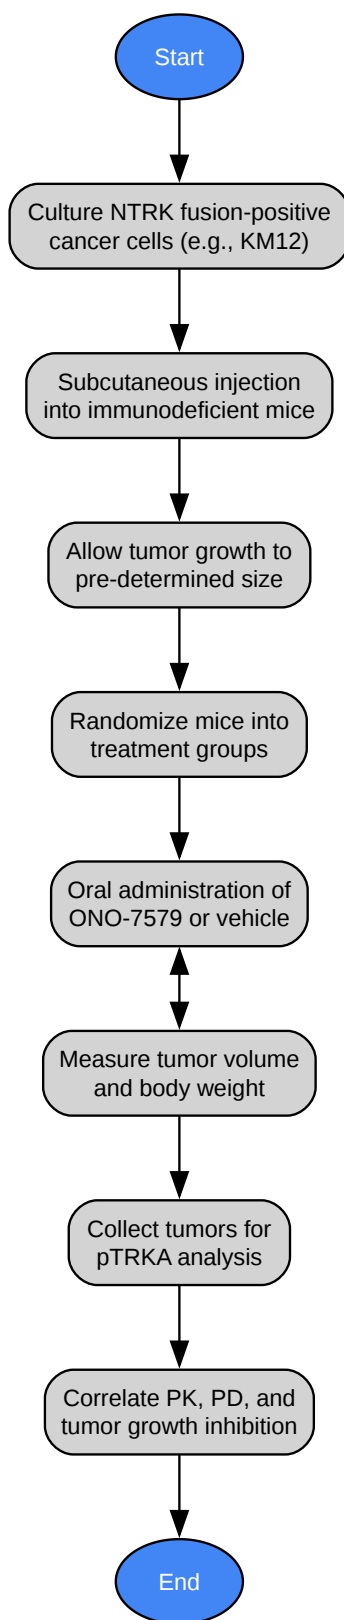 Start
Culture NTRK fusion-positive
cancer cells (e.g., KM12)
Subcutaneous injection
into immunodeficient mice
Allow tumor growth to
pre-determined size
Randomize mice into
treatment groups
Oral administration of
ONO-7579 or vehicle
Measure tumor volume
and body weight
Collect tumors for
pTRKA analysis
Correlate PK, PD, and
tumor growth inhibition
End